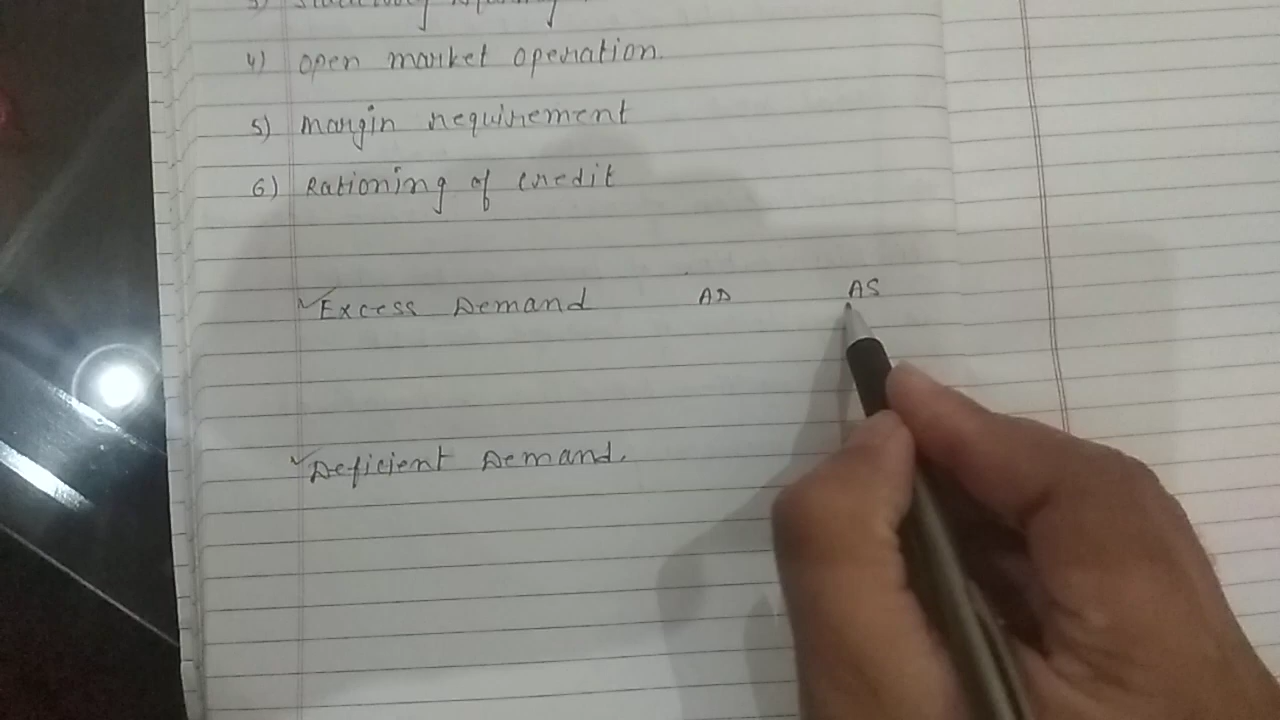 4) open market operation.
5) margin requirement
6) Rationing of credit
Excess Demand AD AS
Deficient Demand.